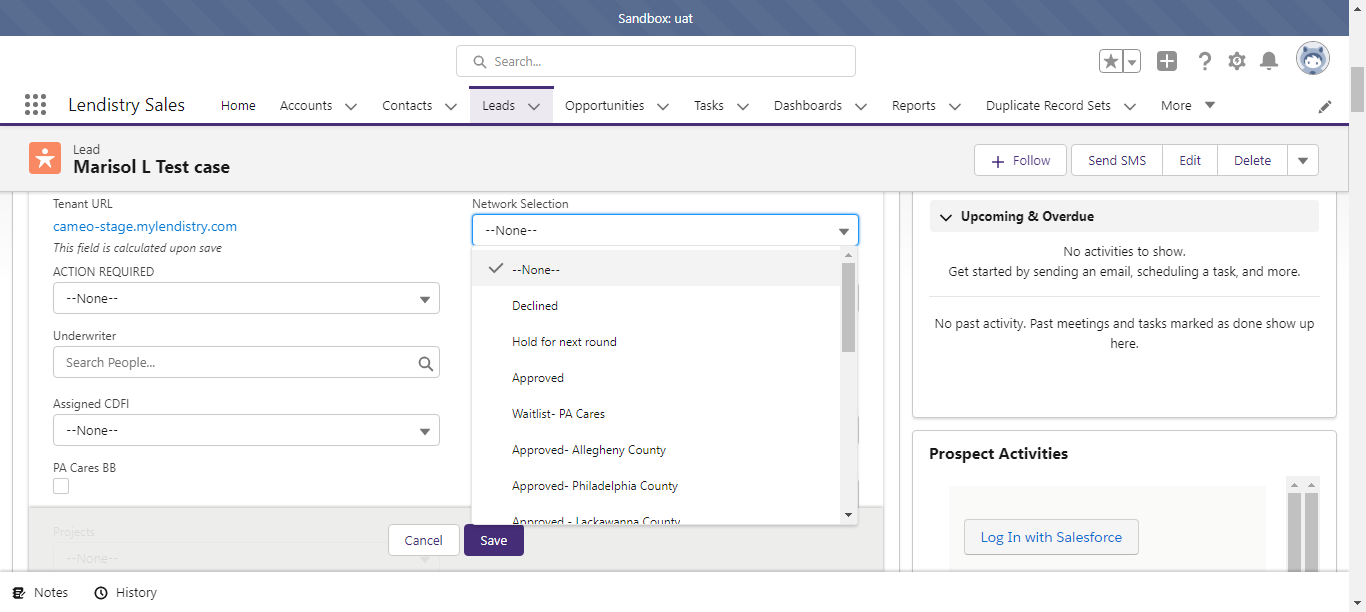 Sandbox: uat
Search...
Lendistry Sales
Home
Accounts
Contacts
Leads
Opportunities
Tasks
Dashboards
Reports
Duplicate Record Sets
More
Lead
Marisol L Test case
Follow
Send SMS
Edit
Delete
Tenant URL
cameo-stage.mylendistry.com
This field is calculated upon save
ACTION REQUIRED
--None--
Underwriter
Search People...
Assigned CDFI
--None--
PA Cares BB
Projects
--None--
Network Selection
--None--
--None--
Declined
Hold for next round
Approved
Waitlist- PA Cares
Approved- Allegheny County
Approved- Philadelphia County
Approved - Lackawanna County
Cancel
Save
Upcoming & Overdue
No activities to show.
Get started by sending an email, scheduling a task, and more.
No past activity. Past meetings and tasks marked as done show up
here.
Prospect Activities
Log In with Salesforce
Notes
History